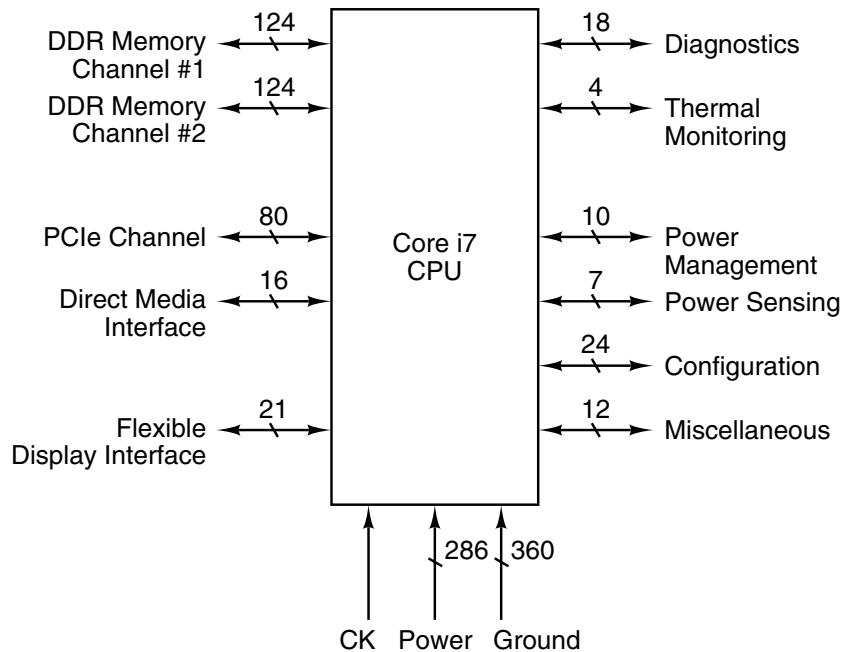 124
DDR Memory
Channel #1
124
DDR Memory
Channel #2
80
PCIe Channel
16
Direct Media
Interface
21
Flexible
Display Interface
Core i7
CPU
18
Diagnostics
4
Thermal
Monitoring
10
Power
Management
7
Power Sensing
24
Configuration
12
Miscellaneous
286
360
CK
Power
Ground